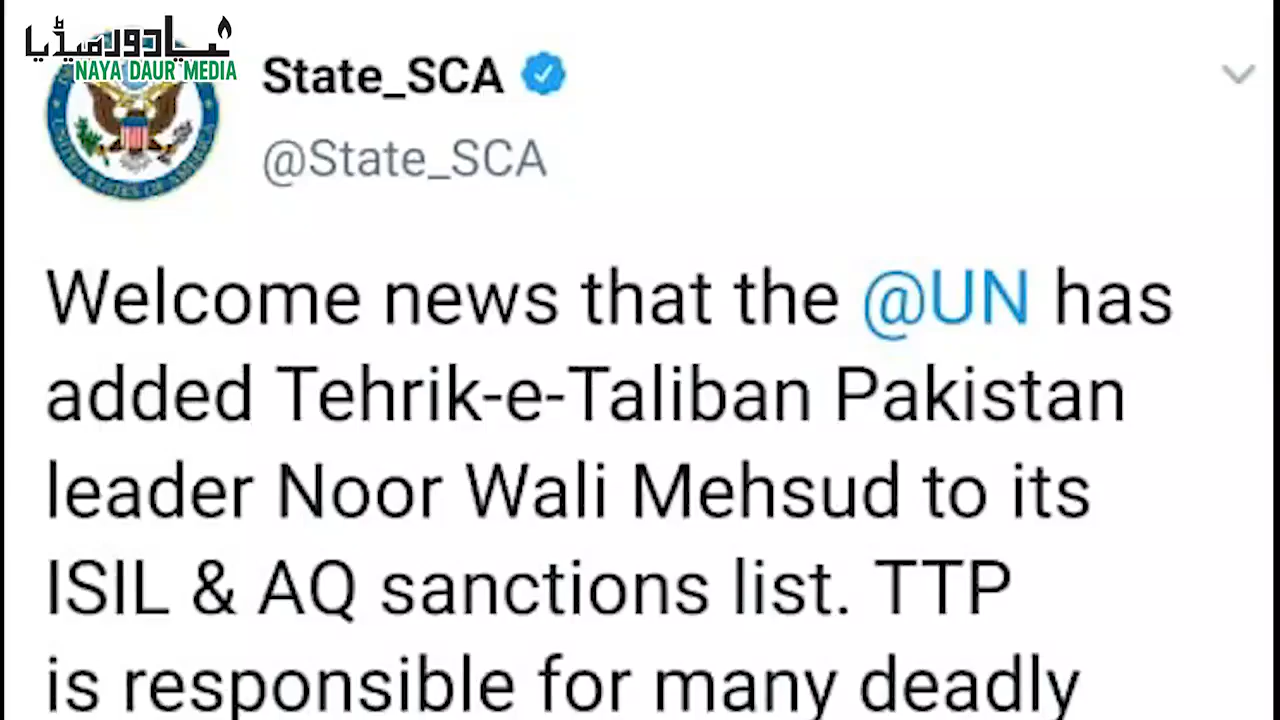 نیا دور میڈیا
NAYA DAUR MEDIA
State_SCA
@State_SCA
Welcome news that the @UN has
added Tehrik-e-Taliban Pakistan
leader Noor Wali Mehsud to its
ISIL & AQ sanctions list. TTP
is responsible for many deadly